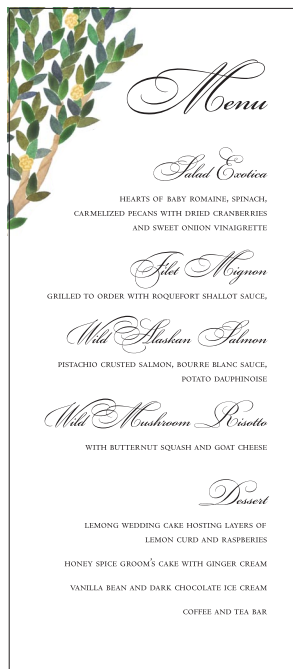 Menu
Salad Exotica
HEARTS OF BABY ROMAINE, SPINACH,
CARMELIZED PECANS WITH DRIED CRANBERRIES
AND SWEET ONIION VINAIGRETTE
Filet Mignon
GRILLED TO ORDER WITH ROQUEFORT SHALLOT SAUCE,
Wild Alaskan Salmon
PISTACHIO CRUSTED SALMON, BOURRE BLANC SAUCE,
POTATO DAUPHINOISE
Wild Mushroom Risotto
WITH BUTTERNUT SQUASH AND GOAT CHEESE
Dessert
LEMONG WEDDING CAKE HOSTING LAYERS OF
LEMON CURD AND RASPBERIES
HONEY SPICE GROOM'S CAKE WITH GINGER CREAM
VANILLA BEAN AND DARK CHOCOLATE ICE CREAM
COFFEE AND TEA BAR